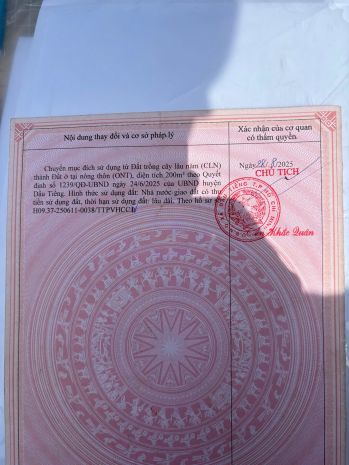 Nội dung thay đổi và cơ sở pháp lý
Xác nhận của cơ quan
có thẩm quyền
Chuyển mục đích sử dụng từ Đất trồng cây lâu năm (CLN)
thành Đất ở tại nông thôn (ONT), diện tích 200m² theo Quyết
định số 1239/QĐ-UBND ngày 24/6/2025 của UBND huyện
Dầu Tiếng. Hình thức sử dụng đất: Nhà nước giao đất có thu
tiền sử dụng đất, thời hạn sử dụng đất: lâu dài. Theo hồ sơ số
H09.37-250611-0038/TTPVHCC
Ngày 28/8/2025
CHỦ TỊCH
Khắc Quân